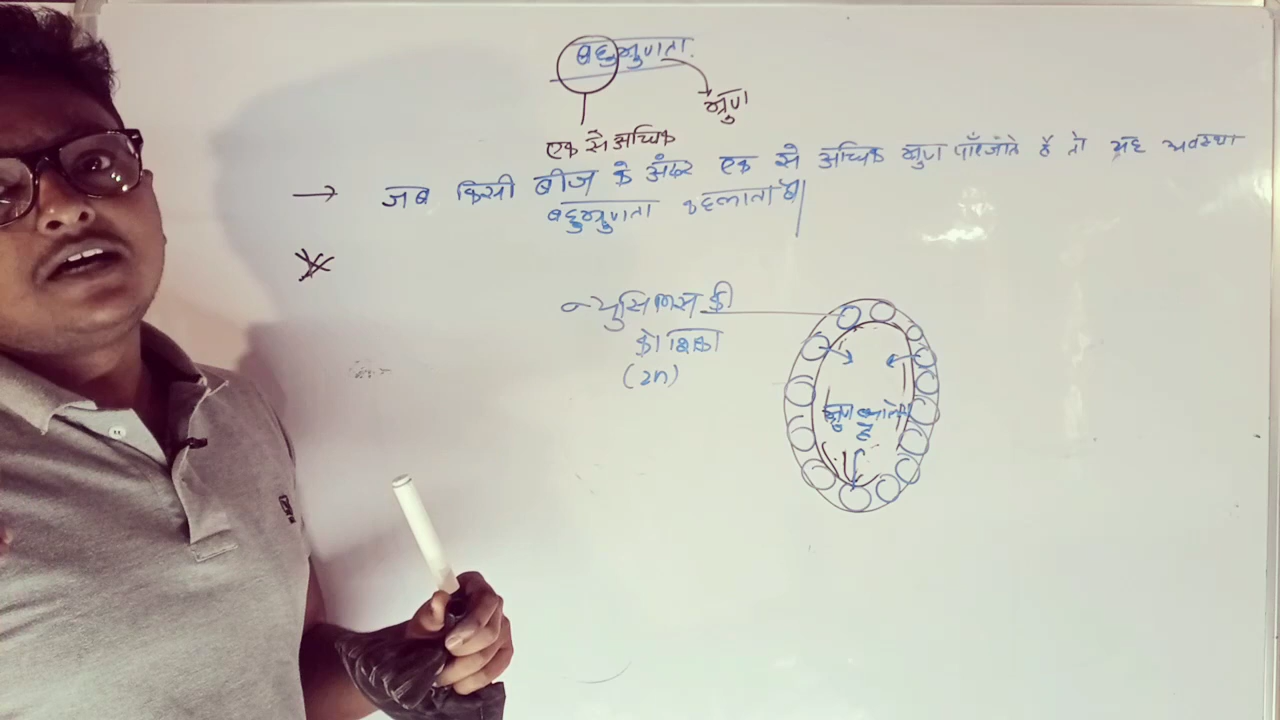 बहुभ्रुणता
भ्रुण
एक से अधिक
→ जब किसी बीज के अंदर एक से अधिक भ्रुण पाएँ जाते हैं तो यह अवस्था
बहुभ्रुणता कहलाता है|
न्युसिलस की
कोशिका
(2n)
भ्रुण
है